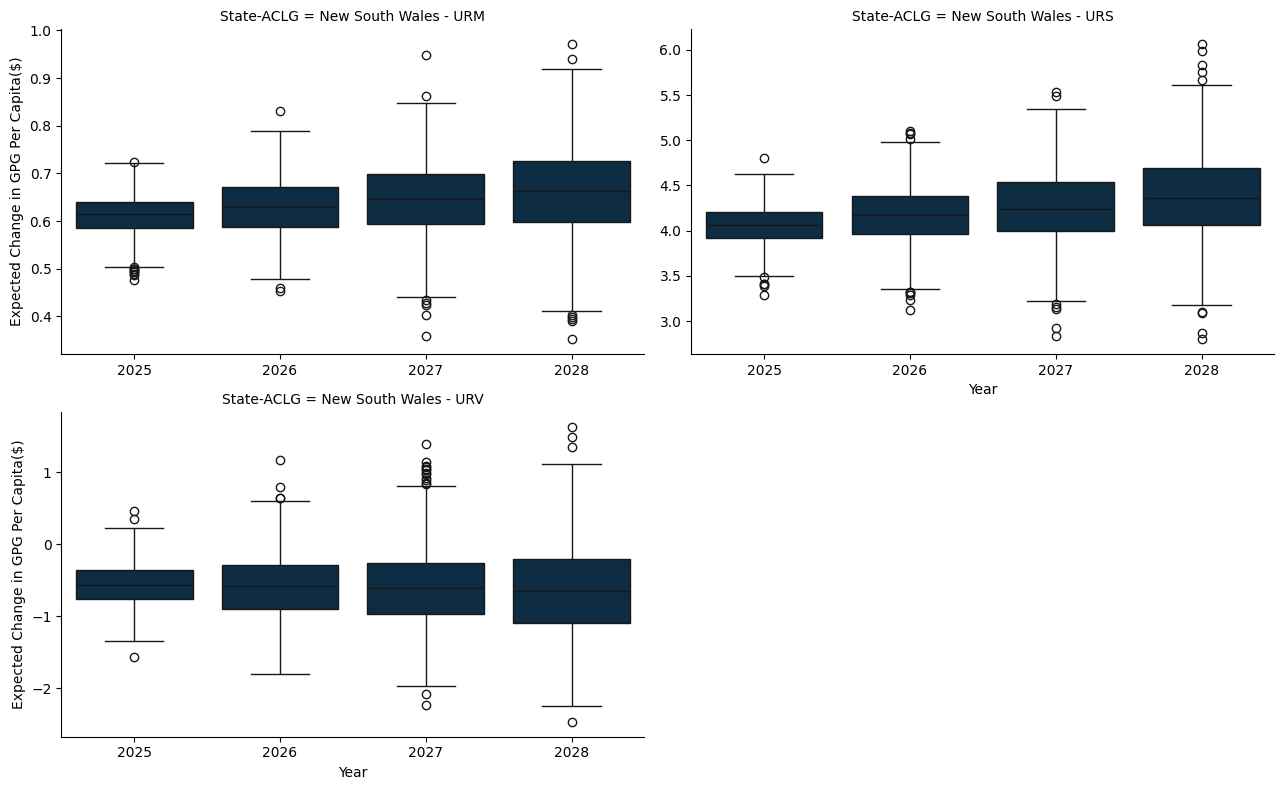 State-ACLG = New South Wales - URM
Expected Change in GPG Per Capita($)
1.0
0.9
0.8
0.7
0.6
0.5
0.4
2025 2026 2027 2028
State-ACLG = New South Wales - URS
6.0
5.5
5.0
4.5
4.0
3.5
3.0
2025 2026 2027 2028
Year
State-ACLG = New South Wales - URV
Expected Change in GPG Per Capita($)
1
0
−1
−2
2025 2026 2027 2028
Year